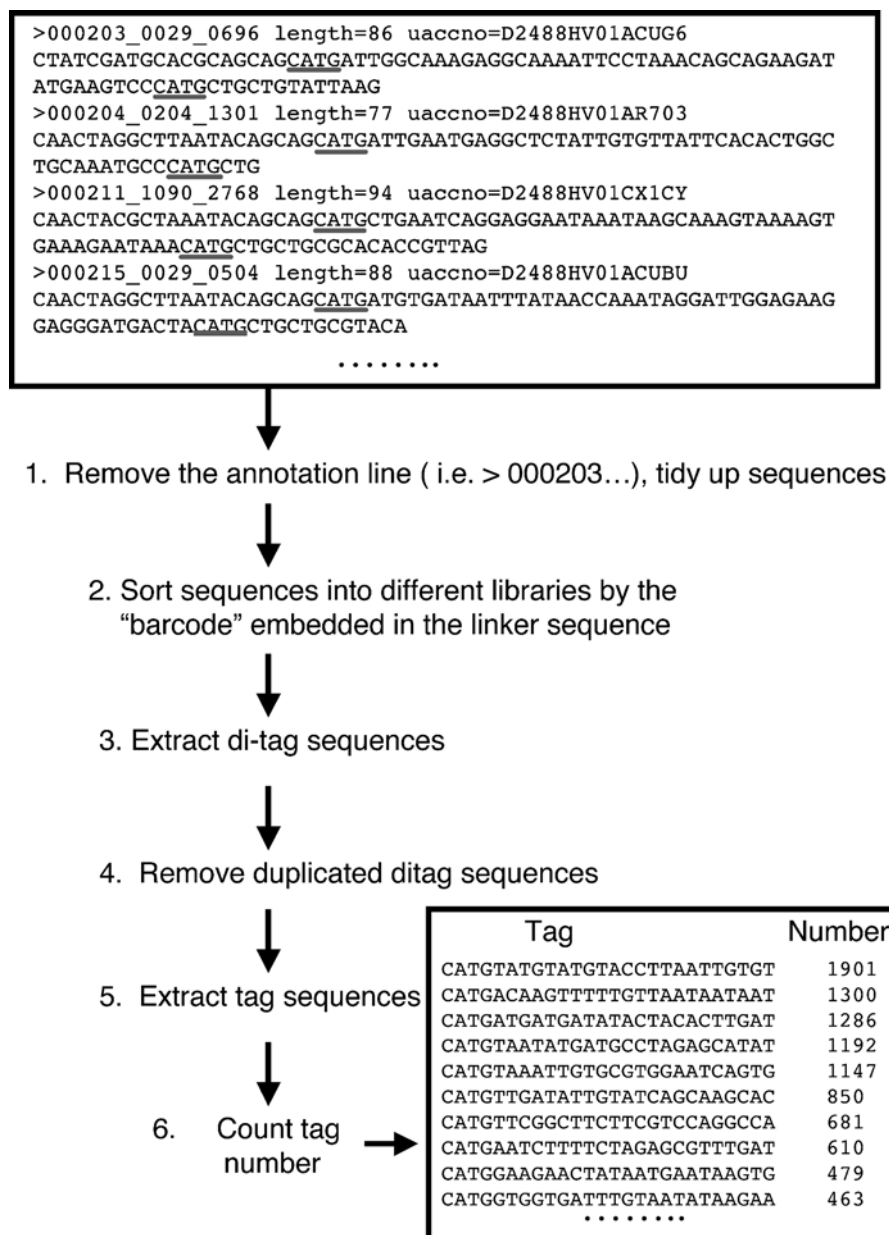 >000203_0029_0696 length=86 uaccno=D2488HV01ACUG6
CTATCGATGCACGCAGCAGCATGATTGGCAAAGAGGCAAAATTCCTAAACAGCAGAAGAT
ATGAAGTCCCATGCTGCTGTATTAAG
>000204_0204_1301 length=77 uaccno=D2488HV01AR703
CAACTAGGCTTAATACAGCAGCATGATTGAATGAGGCTCTATTGTGTTATTCACACTGGC
TGCAAATGCCCATGCTG
>000211_1090_2768 length=94 uaccno=D2488HV01CX1CY
CAACTACGCTAAATACAGCAGCATGCTGAATCAGGAGGAATAAATAAGCAAAGTAAAAGT
GAAAGAATAAACATGCTGCTGCGCACACCGTTAG
>000215_0029_0504 length=88 uaccno=D2488HV01ACUBU
CAACTAGGCTTAATACAGCAGCATGATGTGATAATTTATAACCAAATAGGATTGGAGAAG
GAGGGATGACTACATGCTGCTGCGTACA
........
1. Remove the annotation line ( i.e. > 000203...), tidy up sequences
2. Sort sequences into different libraries by the
“barcode” embedded in the linker sequence
3. Extract di-tag sequences
4. Remove duplicated ditag sequences
5. Extract tag sequences
6. Count tag
number
Tag Number
CATGTATGTATGTACCTTAATTGTGT 1901
CATGACAAGTTTTTGTTAATAATAAT 1300
CATGATGATGATATACTACACTTGAT 1286
CATGTAATATGATGCCTAGAGCATAT 1192
CATGTAAATTGTGCGTGGAATCAGTG 1147
CATGTTGATATTGTATCAGCAAGCAC 850
CATGTTCGGCTTCTTCGTCCAGGCCA 681
CATGAATCTTTTCTAGAGCGTTTGAT 610
CATGGAAGAACTATAATGAATAAGTG 479
CATGGTGGTGATTTGTAATATAAGAA 463
........